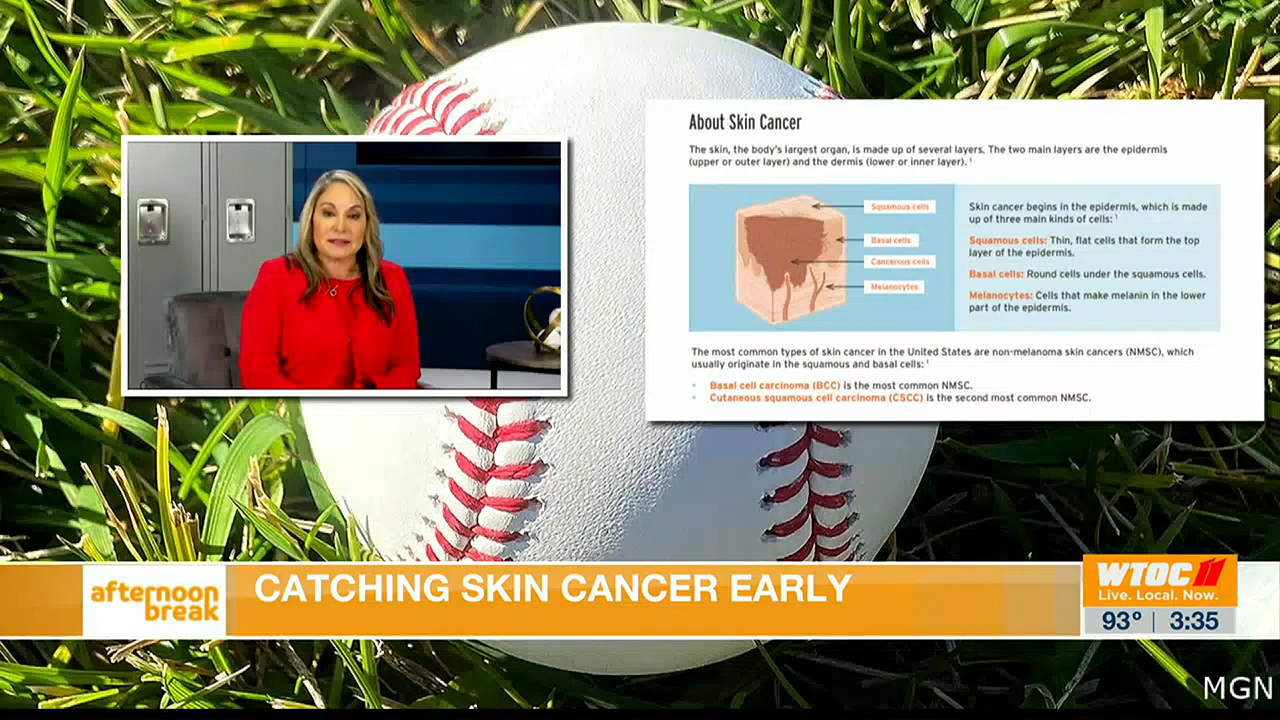 About Skin Cancer
The skin, the body's largest organ, is made up of several layers. The two main layers are the epidermis
(upper or outer layer) and the dermis (lower or inner layer). 1
Squamous cells
Basal cells
Cancerous cells
Melanocytes
Skin cancer begins in the epidermis, which is made
up of three main kinds of cells: 1
Squamous cells: Thin, flat cells that form the top
layer of the epidermis.
Basal cells: Round cells under the squamous cells.
Melanocytes: Cells that make melanin in the lower
part of the epidermis.
The most common types of skin cancer in the United States are non-melanoma skin cancers (NMSC), which
usually originate in the squamous and basal cells: 1
• Basal cell carcinoma (BCC) is the most common NMSC.
• Cutaneous squamous cell carcinoma (CSCC) is the second most common NMSC.
afternoon
break
CATCHING SKIN CANCER EARLY
WTOC 11
Live. Local. Now.
93° | 3:35
MGN